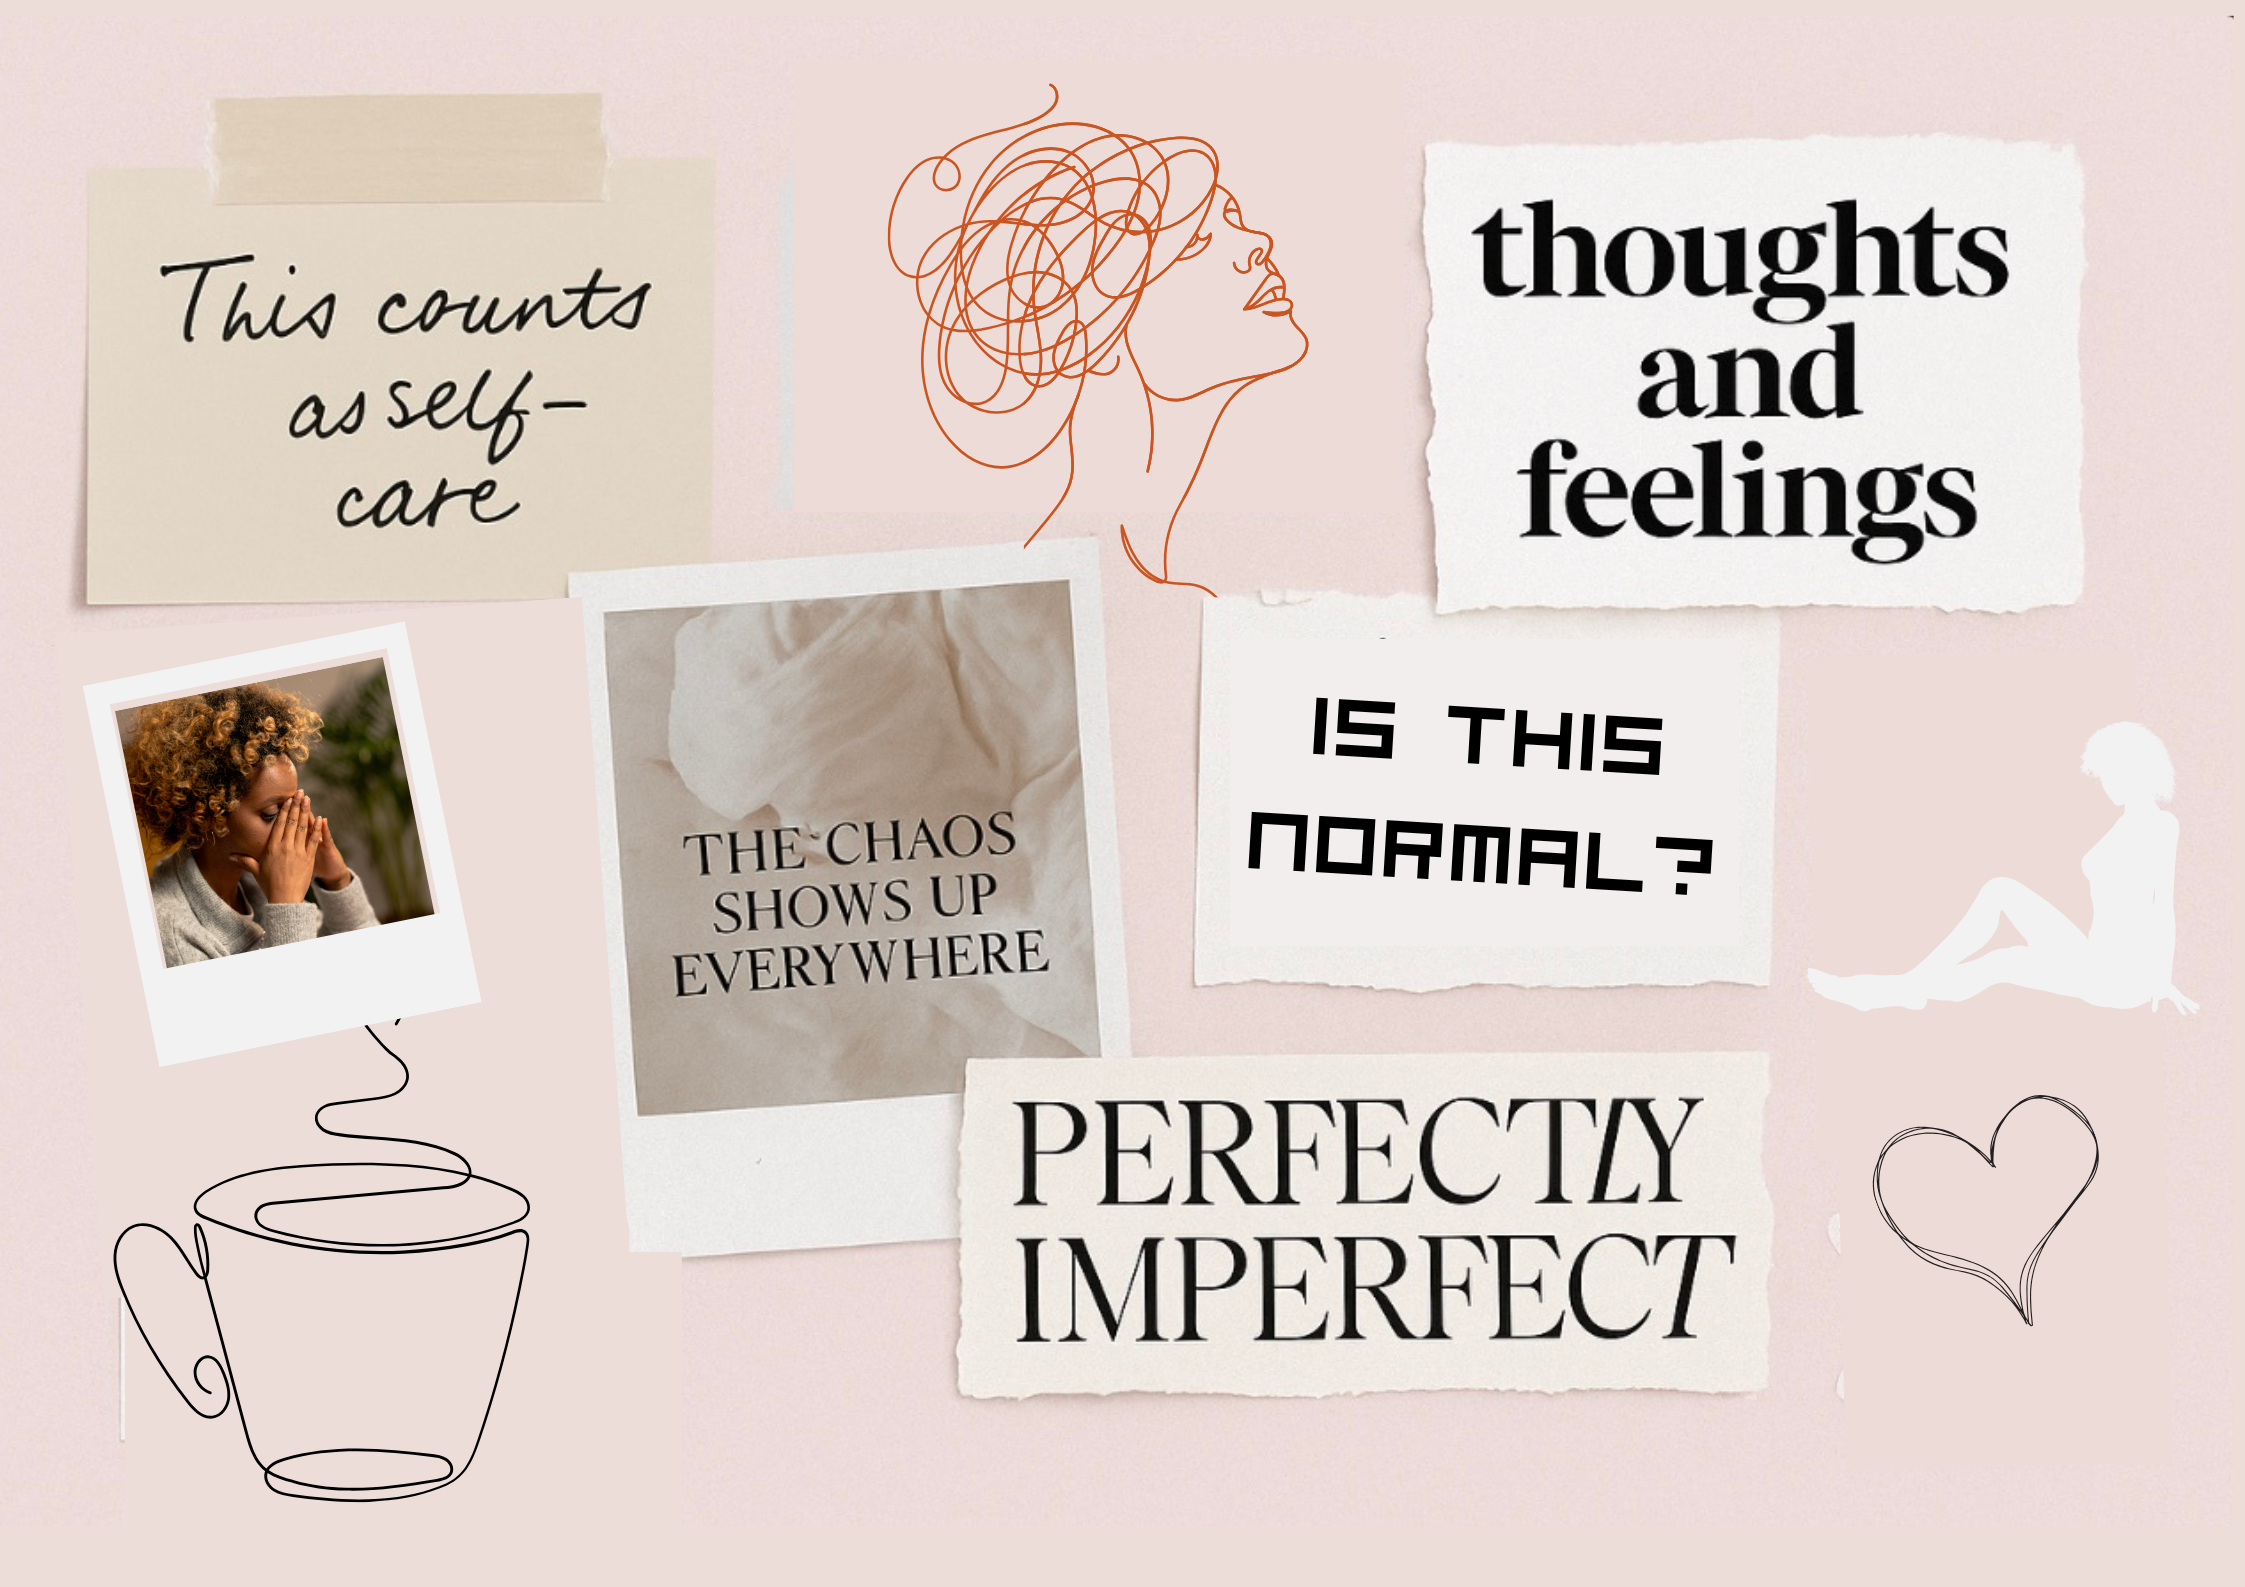 This counts
as self-
care
thoughts
and
feelings
THE CHAOS
SHOWS UP
EVERYWHERE
IS THIS
NORMAL?
PERFECTLY
IMPERFECT